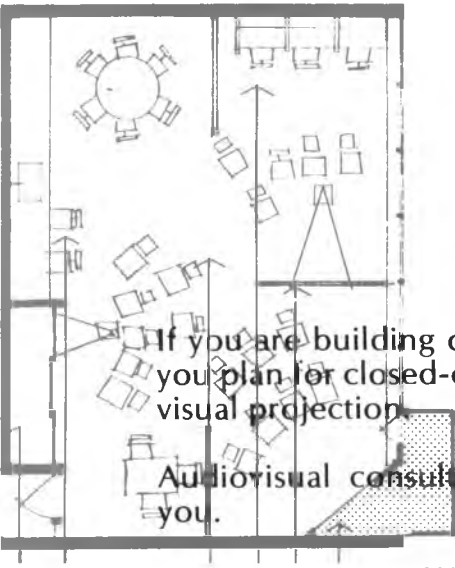 If you are building
you plan for closed-
visual projection.
Audiovisual consult
you.